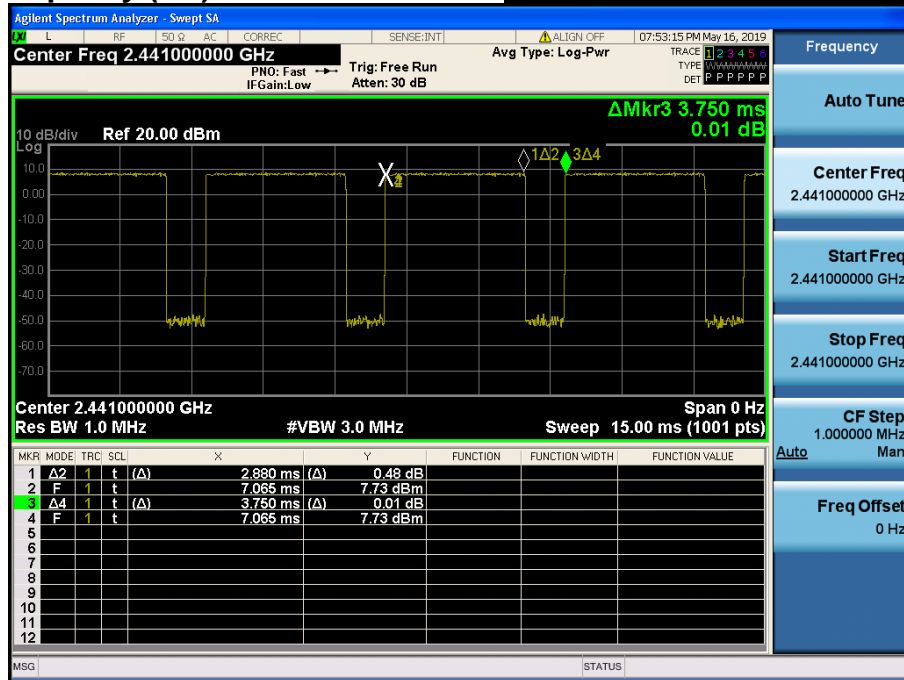 Agilent Spectrum Analyzer - Swept SA
LXI L RF 50 Ω AC CORREC SENSE:INT ALIGN OFF 07:53:15 PM May 16, 2019
Center Freq 2.441000000 GHz
PNO: Fast
IFGain:Low
Trig: Free Run
Atten: 30 dB
Avg Type: Log-Pwr
TRACE 1 2 3 4 5 6
TYPE WWWWWW
DET P P P P P P
ΔMkr3 3.750 ms
0.01 dB
10 dB/div Ref 20.00 dBm
Log
1Δ2 3Δ4
10.0
0.00
-10.0
-20.0
-30.0
-40.0
-50.0
-60.0
-70.0
Center 2.441000000 GHz Span 0 Hz
Res BW 1.0 MHz #VBW 3.0 MHz Sweep 15.00 ms (1001 pts)
MKR MODE TRC SCL X Y FUNCTION FUNCTION WIDTH FUNCTION VALUE
1 Δ2 1 t (Δ) 2.880 ms (Δ) 0.48 dB
2 F 1 t 7.065 ms 7.73 dBm
3 Δ4 1 t (Δ) 3.750 ms (Δ) 0.01 dB
4 F 1 t 7.065 ms 7.73 dBm
5
6
7
8
9
10
11
12
MSG STATUS
Frequency
Auto Tune
Center Freq
2.441000000 GHz
Start Freq
2.441000000 GHz
Stop Freq
2.441000000 GHz
CF Step
1.000000 MHz
Auto Man
Freq Offset
0 Hz